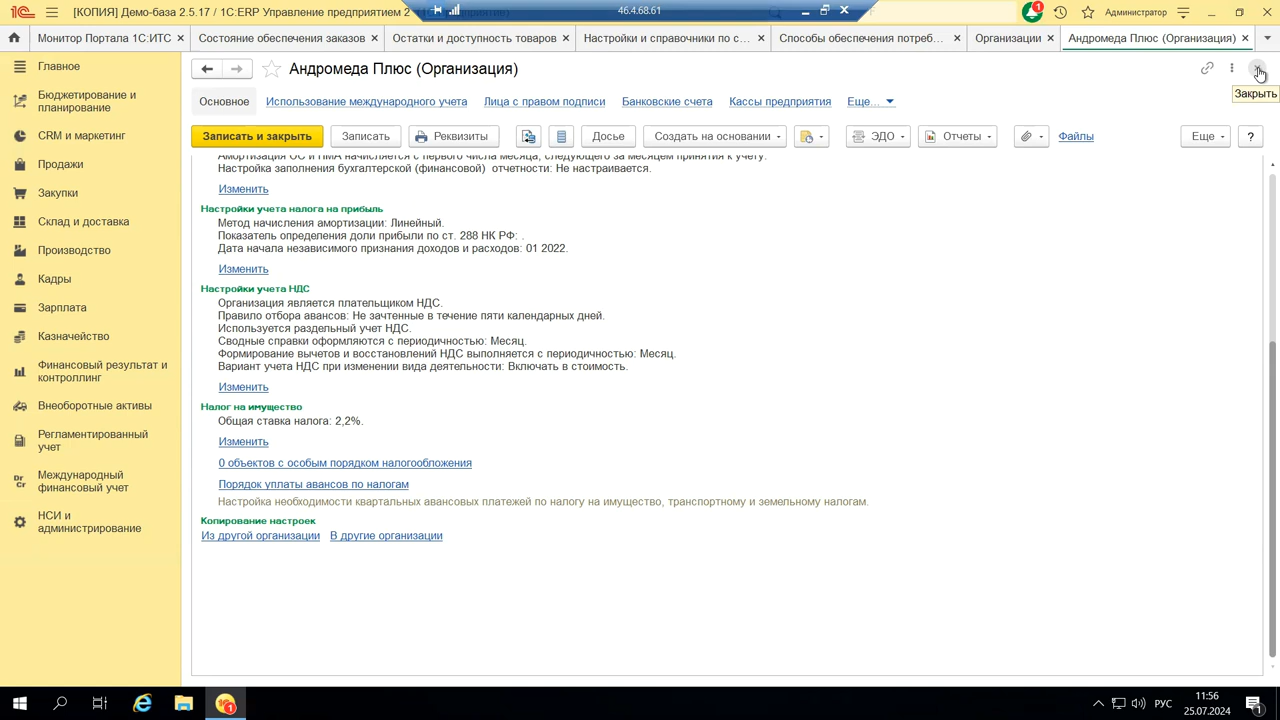 [КОПИЯ] Демо-база 2.5.17 / 1С:ERP Управление предприятием 2
46.4.68.61
1
Администратор
Монитор Портала 1С:ИТС
Состояние обеспечения заказов
Остатки и доступность товаров
Настройки и справочники по с...
Способы обеспечения потреб...
Организации
Андромеда Плюс (Организация)
Главное
Бюджетирование и
планирование
CRM и маркетинг
Продажи
Закупки
Склад и доставка
Производство
Кадры
Зарплата
Казначейство
Финансовый результат и
контроллинг
Внеоборотные активы
Регламентированный
учет
Международный
финансовый учет
НСИ и
администрирование
Андромеда Плюс (Организация)
Закрыть
Основное
Использование международного учета
Лица с правом подписи
Банковские счета
Кассы предприятия
Еще...
Записать и закрыть
Записать
Реквизиты
Досье
Создать на основании
ЭДО
Отчеты
Файлы
Еще
?
Амортизация ОС и НМА начисляется с первого числа месяца, следующего за месяцем принятия к учету.
Настройка заполнения бухгалтерской (финансовой) отчетности: Не настраивается.
Изменить
Настройки учета налога на прибыль
Метод начисления амортизации: Линейный.
Показатель определения доли прибыли по ст. 288 НК РФ: .
Дата начала независимого признания доходов и расходов: 01 2022.
Изменить
Настройки учета НДС
Организация является плательщиком НДС.
Правило отбора авансов: Не зачтенные в течение пяти календарных дней.
Используется раздельный учет НДС.
Сводные справки оформляются с периодичностью: Месяц.
Формирование вычетов и восстановлений НДС выполняется с периодичностью: Месяц.
Вариант учета НДС при изменении вида деятельности: Включать в стоимость.
Изменить
Налог на имущество
Общая ставка налога: 2,2%.
Изменить
0 объектов с особым порядком налогообложения
Порядок уплаты авансов по налогам
Настройка необходимости квартальных авансовых платежей по налогу на имущество, транспортному и земельному налогам.
Копирование настроек
Из другой организации
В другие организации
РУС
11:56
25.07.2024
1